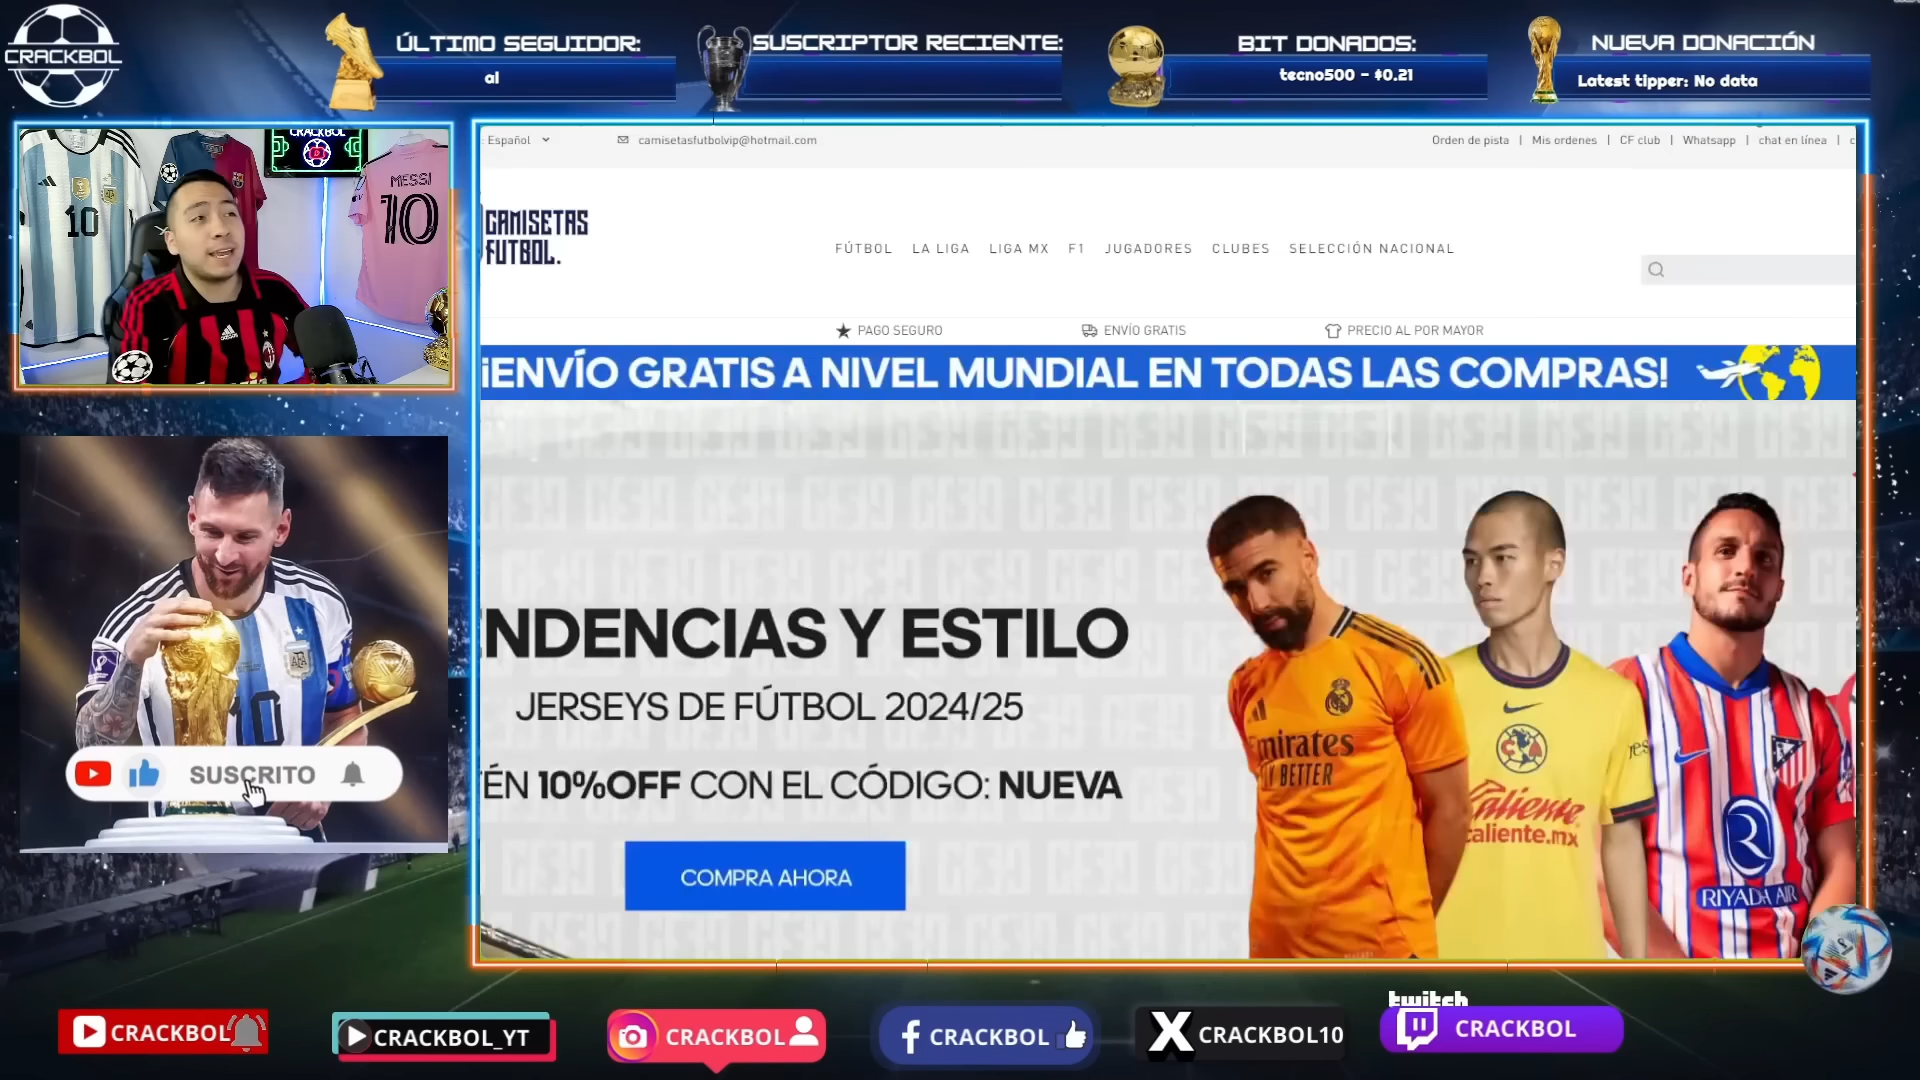 CRACKBOL
ÚLTIMO SEGUIDOR:
al
SUSCRIPTOR RECIENTE:
BIT DONADOS:
tecno500 - $0.21
NUEVA DONACIÓN
Latest tipper: No data
CRACKBOL
10
MESSI
10
: Español
camisetasfutbolvip@hotmail.com
Orden de pista | Mis ordenes | CF club | Whatsapp | chat en línea |
CAMISETAS
FUTBOL.
FÚTBOL LA LIGA LIGA MX F1 JUGADORES CLUBES SELECCIÓN NACIONAL
PAGO SEGURO
ENVÍO GRATIS
PRECIO AL POR MAYOR
¡ENVÍO GRATIS A NIVEL MUNDIAL EN TODAS LAS COMPRAS!
NDENCIAS Y ESTILO
JERSEYS DE FÚTBOL 2024/25
ÉN 10%OFF CON EL CÓDIGO: NUEVA
COMPRA AHORA
mirates
Y BETTER
Caliente
caliente.mx
RIYADH AIR
10
SUSCRITO
CRACKBOL
CRACKBOL_YT
CRACKBOL
CRACKBOL
CRACKBOL10
twitch
CRACKBOL